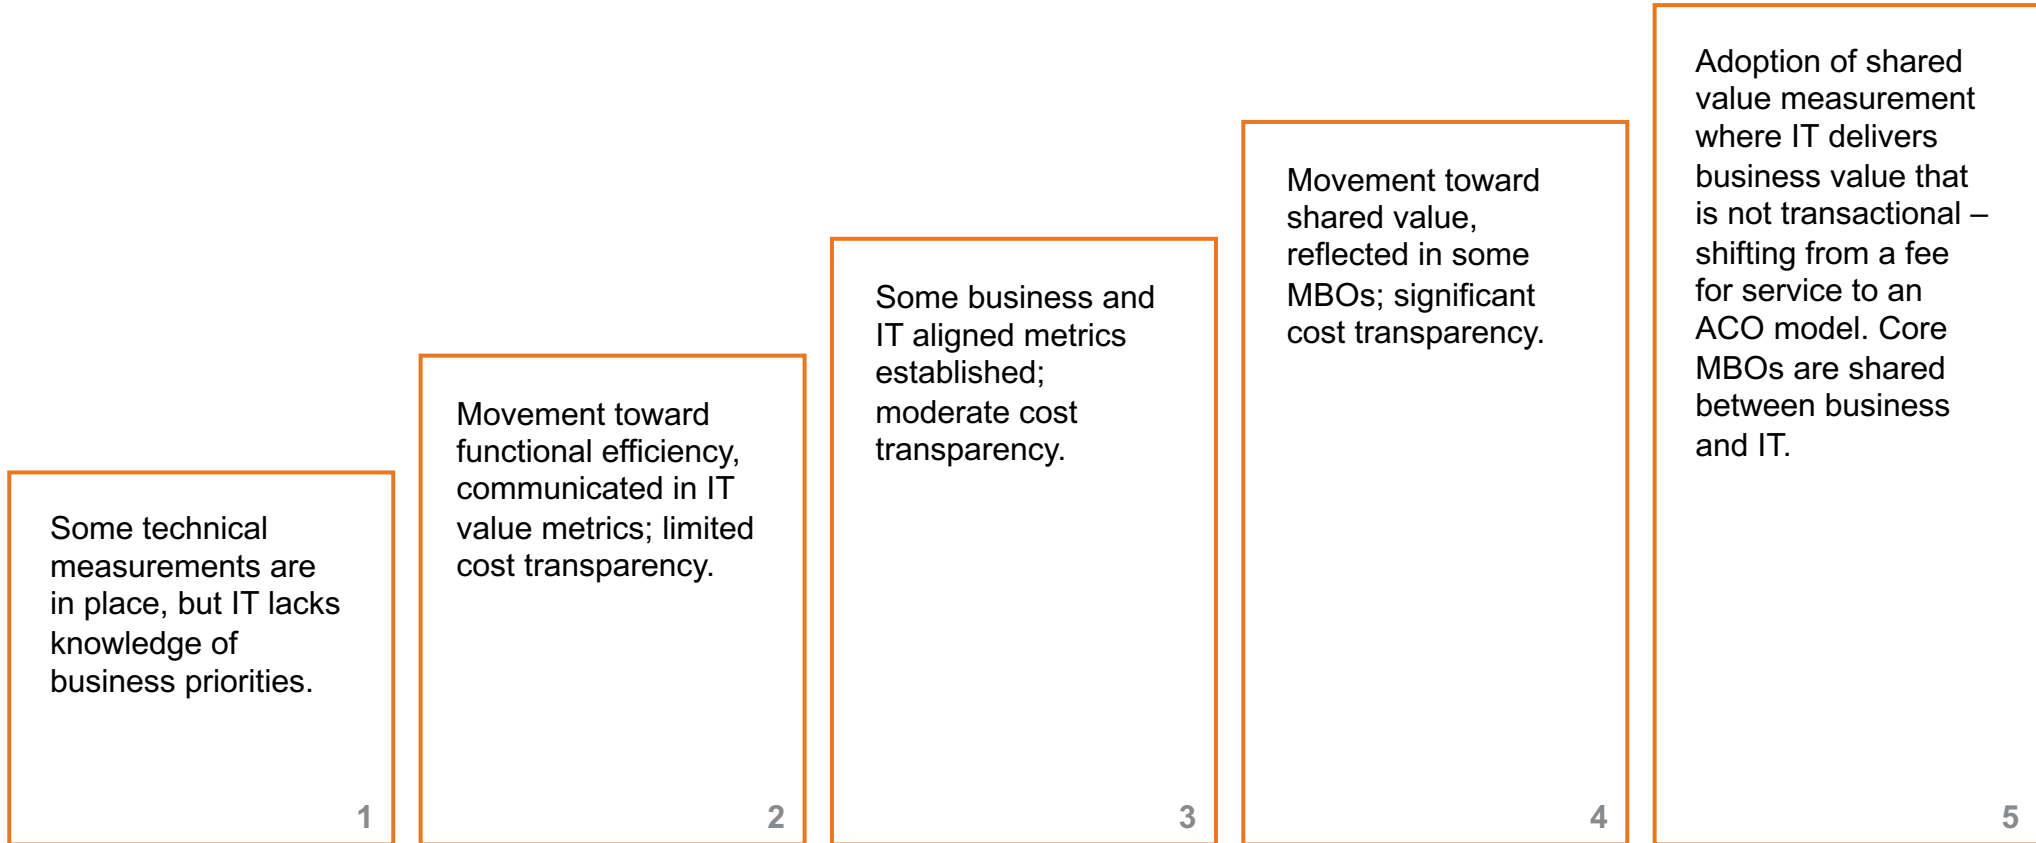 Some technical
measurements are
in place, but IT lacks
knowledge of
business priorities.
1
Movement toward
functional efficiency,
communicated in IT
value metrics; limited
cost transparency.
2
Some business and
IT aligned metrics
established;
moderate cost
transparency.
3
Movement toward
shared value,
reflected in some
MBOs; significant
cost transparency.
4
Adoption of shared
value measurement
where IT delivers
business value that
is not transactional –
shifting from a fee
for service to an
ACO model. Core
MBOs are shared
between business
and IT.
5